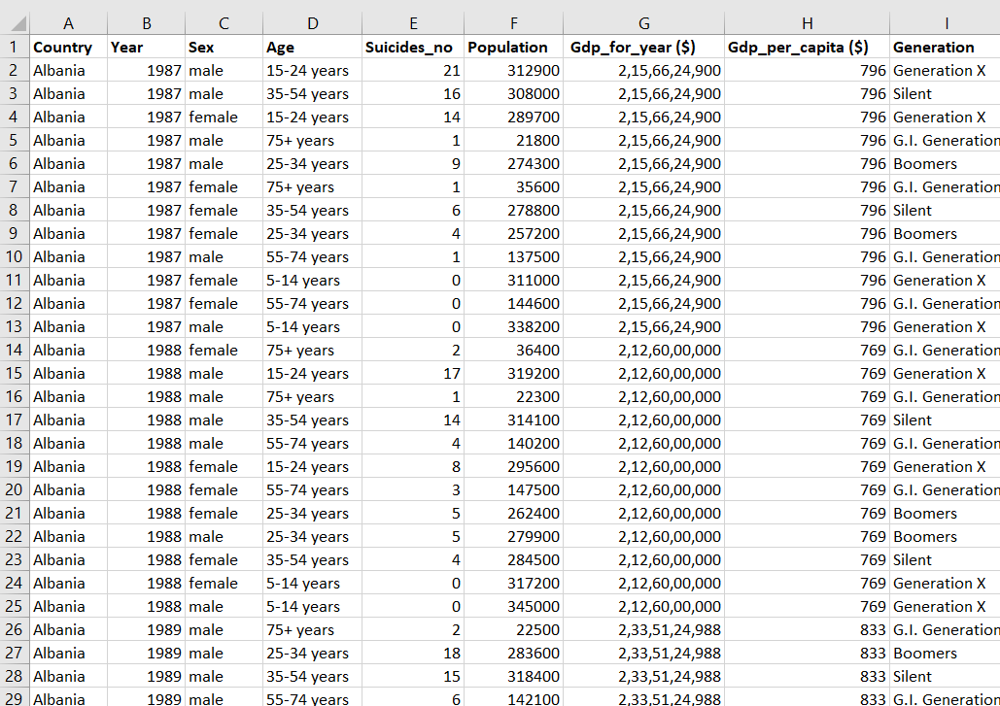 A B C D E F G H I
1 Country Year Sex Age Suicides_no Population Gdp_for_year ($) Gdp_per_capita ($) Generation
2 Albania 1987 male 15-24 years 21 312900 2,15,66,24,900 796 Generation X
3 Albania 1987 male 35-54 years 16 308000 2,15,66,24,900 796 Silent
4 Albania 1987 female 15-24 years 14 289700 2,15,66,24,900 796 Generation X
5 Albania 1987 male 75+ years 1 21800 2,15,66,24,900 796 G.I. Generation
6 Albania 1987 male 25-34 years 9 274300 2,15,66,24,900 796 Boomers
7 Albania 1987 female 75+ years 1 35600 2,15,66,24,900 796 G.I. Generation
8 Albania 1987 female 35-54 years 6 278800 2,15,66,24,900 796 Silent
9 Albania 1987 female 25-34 years 4 257200 2,15,66,24,900 796 Boomers
10 Albania 1987 male 55-74 years 1 137500 2,15,66,24,900 796 G.I. Generation
11 Albania 1987 female 5-14 years 0 311000 2,15,66,24,900 796 Generation X
12 Albania 1987 female 55-74 years 0 144600 2,15,66,24,900 796 G.I. Generation
13 Albania 1987 male 5-14 years 0 338200 2,15,66,24,900 796 Generation X
14 Albania 1988 female 75+ years 2 36400 2,12,60,00,000 769 G.I. Generation
15 Albania 1988 male 15-24 years 17 319200 2,12,60,00,000 769 Generation X
16 Albania 1988 male 75+ years 1 22300 2,12,60,00,000 769 G.I. Generation
17 Albania 1988 male 35-54 years 14 314100 2,12,60,00,000 769 Silent
18 Albania 1988 male 55-74 years 4 140200 2,12,60,00,000 769 G.I. Generation
19 Albania 1988 female 15-24 years 8 295600 2,12,60,00,000 769 Generation X
20 Albania 1988 female 55-74 years 3 147500 2,12,60,00,000 769 G.I. Generation
21 Albania 1988 female 25-34 years 5 262400 2,12,60,00,000 769 Boomers
22 Albania 1988 male 25-34 years 5 279900 2,12,60,00,000 769 Boomers
23 Albania 1988 female 35-54 years 4 284500 2,12,60,00,000 769 Silent
24 Albania 1988 female 5-14 years 0 317200 2,12,60,00,000 769 Generation X
25 Albania 1988 male 5-14 years 0 345000 2,12,60,00,000 769 Generation X
26 Albania 1989 male 75+ years 2 22500 2,33,51,24,988 833 G.I. Generation
27 Albania 1989 male 25-34 years 18 283600 2,33,51,24,988 833 Boomers
28 Albania 1989 male 35-54 years 15 318400 2,33,51,24,988 833 Silent
29 Albania 1989 male 55-74 years 6 142100 2,33,51,24,988 833 G.I. Generation